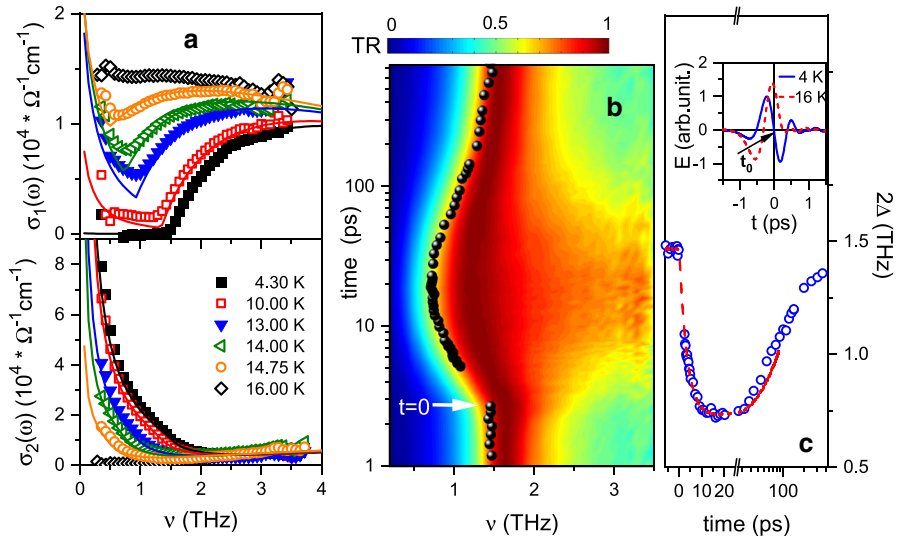 a
σ₁(ω) (10⁴ * Ω⁻¹cm⁻¹)
2
1
0
σ₂(ω) (10⁴ * Ω⁻¹cm⁻¹)
8
6
4
2
0
4.30 K
10.00 K
13.00 K
14.00 K
14.75 K
16.00 K
0 1 2 3 4
ν (THz)
0 0.5 1
TR
b
time (ps)
100
10
1
t=0
1 2 3
ν (THz)
E (arb.unit.)
1
0
-1
4 K
16 K
t₀
-1 0 1
t (ps)
2Δ (THz)
1.5
1.0
0.5
c
0 10 20 100
time (ps)